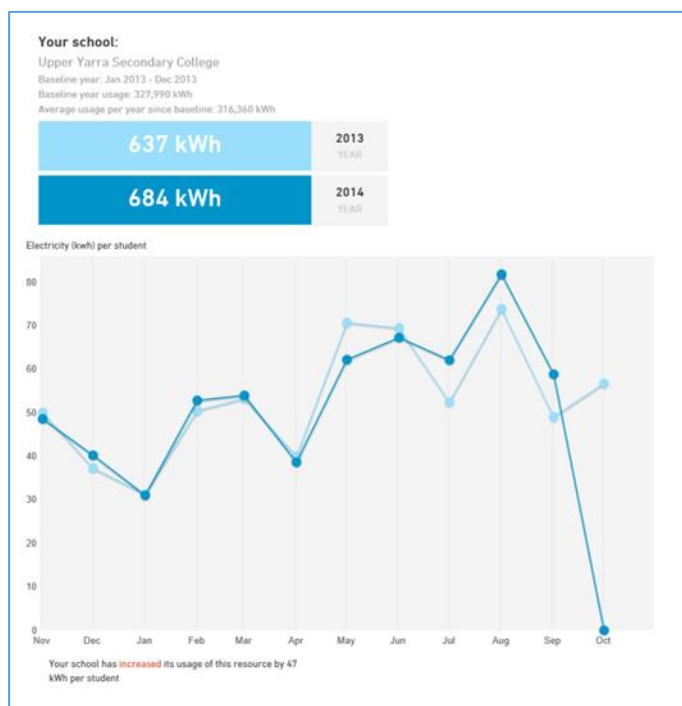 Your school:
Upper Yarra Secondary College
Baseline year: Jan 2013 - Dec 2013
Baseline year usage: 327,990 kWh
Average usage per year since baseline: 316,360 kWh
637 kWh 2013
YEAR
684 kWh 2014
YEAR
Electricity (kwh) per student
80
70
60
50
40
30
20
10
0
Nov Dec Jan Feb Mar Apr May Jun Jul Aug Sep Oct
Your school has increased its usage of this resource by 47
kWh per student